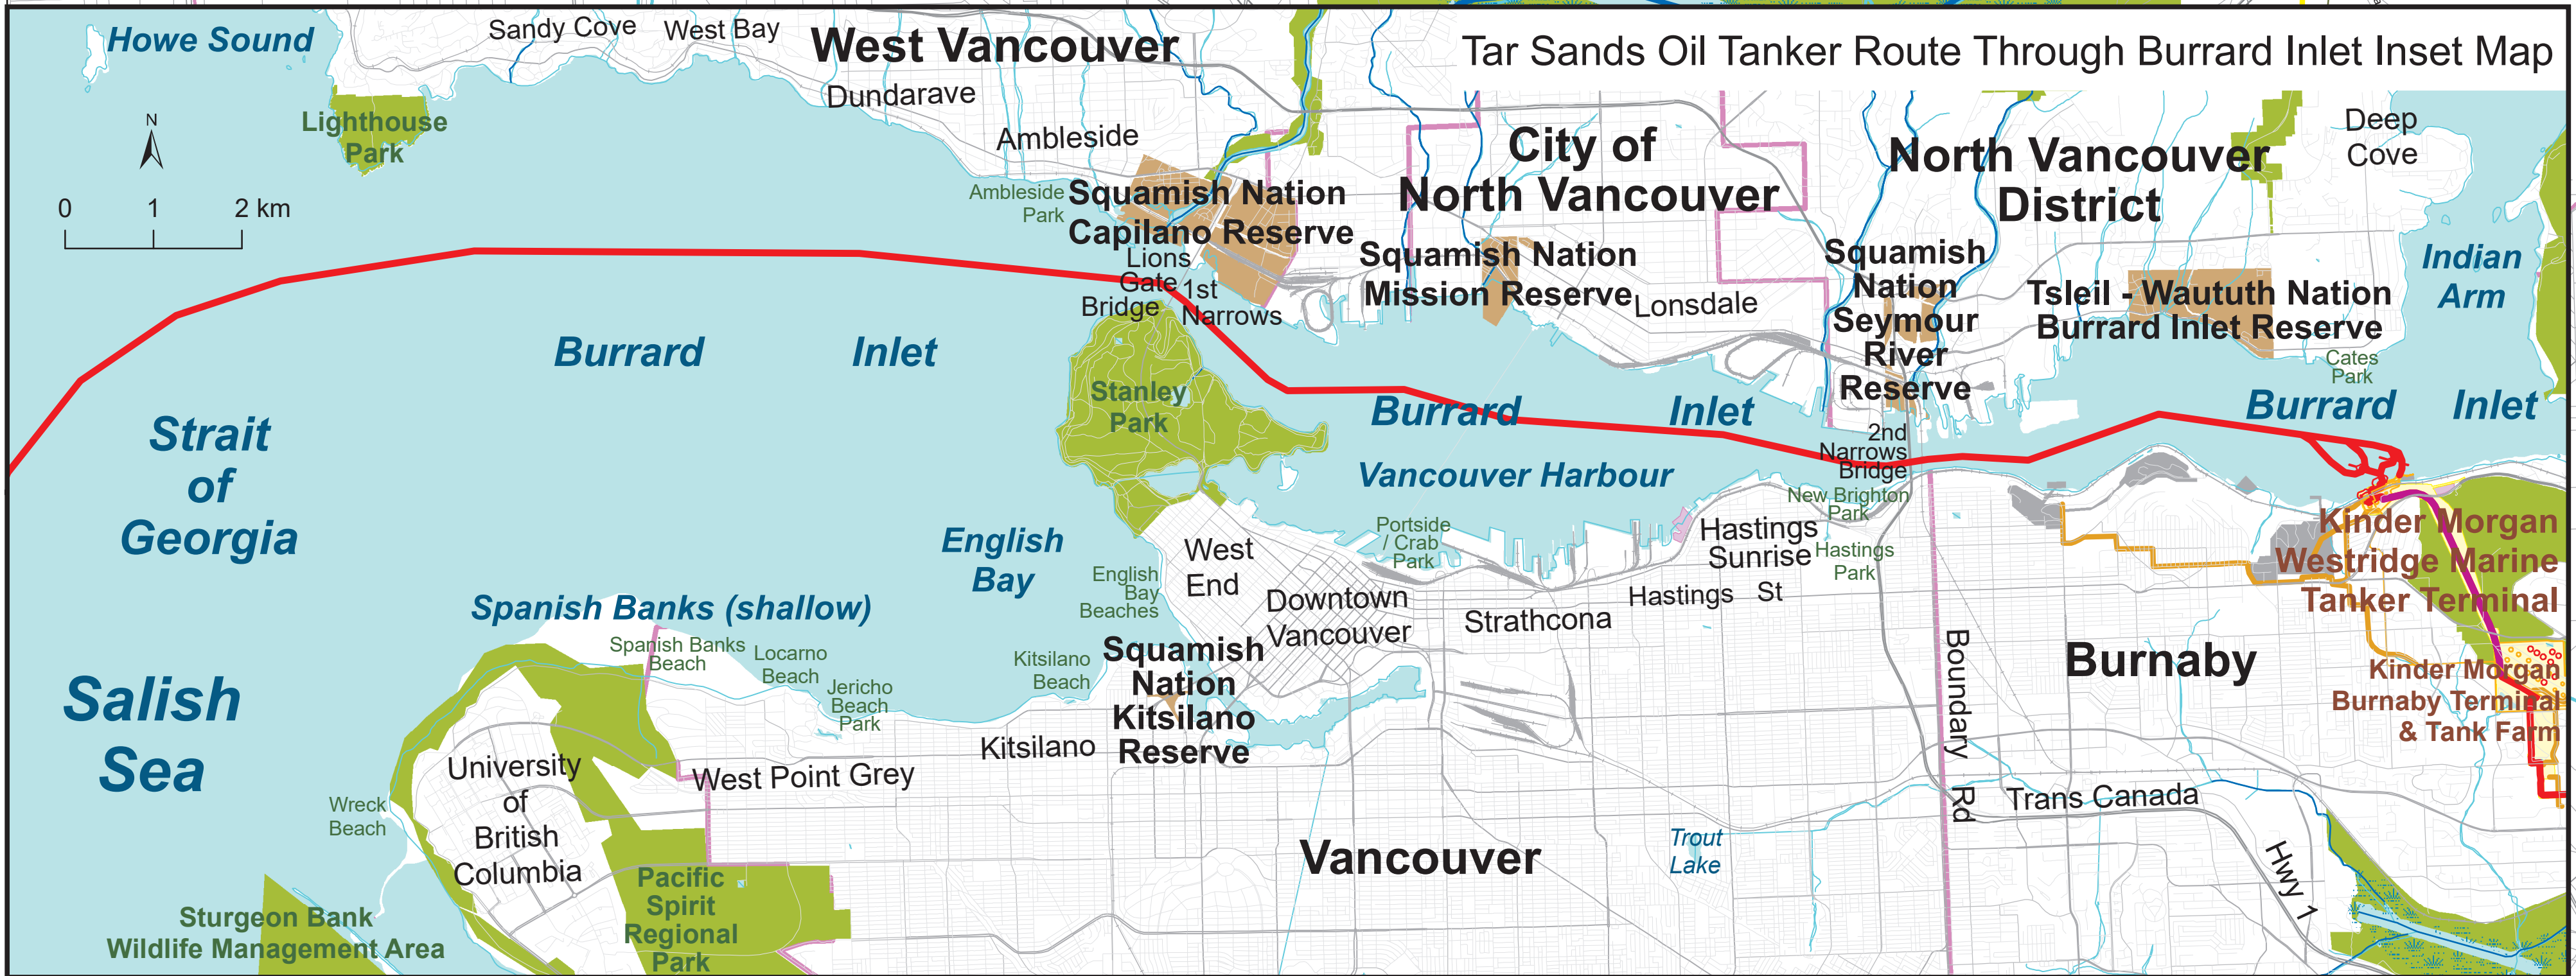 Tar Sands Oil Tanker Route Through Burrard Inlet Inset Map
Howe Sound
Sandy Cove
West Bay
West Vancouver
Dundarave
Ambleside
Lighthouse
Park
N
0 1 2 km
Ambleside
Park
Squamish Nation
Capilano Reserve
Lions
Gate
Bridge
1st
Narrows
City of
North Vancouver
Squamish Nation
Mission Reserve
Lonsdale
North Vancouver
District
Deep
Cove
Squamish
Nation
Seymour
River
Reserve
Tsleil - Waututh Nation
Burrard Inlet Reserve
Indian
Arm
Cates
Park
Burrard Inlet
Stanley
Park
Burrard Inlet
Burrard Inlet
Strait
of
Georgia
Vancouver Harbour
2nd
Narrows
Bridge
New Brighton
Park
English
Bay
English
Bay
Beaches
West
End
Portside
/ Crab
Park
Hastings
Sunrise
Hastings
Park
Hastings St
Downtown
Vancouver
Strathcona
Kinder Morgan
Westridge Marine
Tanker Terminal
Spanish Banks (shallow)
Spanish Banks
Beach
Locarno
Beach
Jericho
Beach
Park
Kitsilano
Beach
Squamish
Nation
Kitsilano
Reserve
Kitsilano
Salish
Sea
Boundary Rd
Burnaby
Kinder Morgan
Burnaby Terminal
& Tank Farm
University
of
British
Columbia
West Point Grey
Wreck
Beach
Trans Canada
Hwy 1
Trout
Lake
Vancouver
Pacific
Spirit
Regional
Park
Sturgeon Bank
Wildlife Management Area